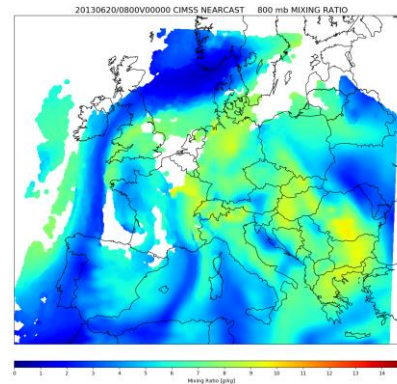 20130620/0800V00000 CIMSS NEARCAST 800 mb MIXING RATIO
0 1 2 3 4 5 6 7 8 9 10 11 12 13 14
Mixing Ratio [g/kg]